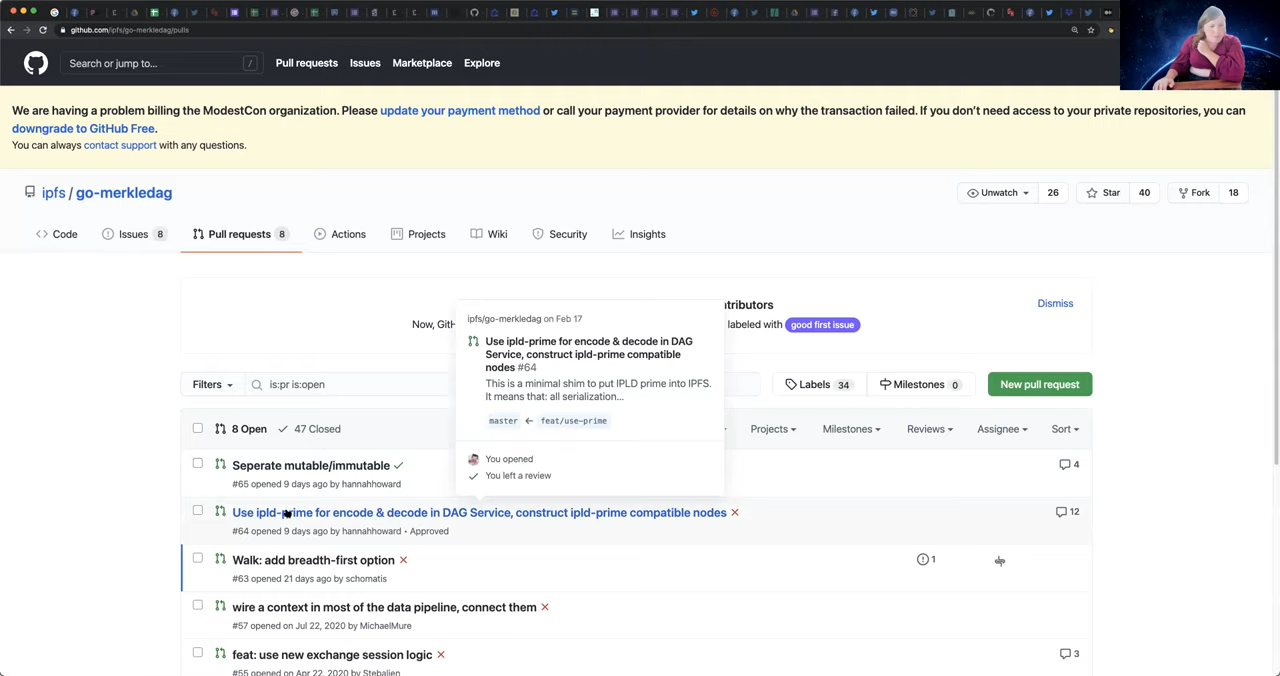 github.com/ipfs/go-merkledag/pulls
Search or jump to... /
Pull requests Issues Marketplace Explore
We are having a problem billing the ModestCon organization. Please update your payment method or call your payment provider for details on why the transaction failed. If you don't need access to your private repositories, you can
downgrade to GitHub Free.
You can always contact support with any questions.
ipfs / go-merkledag
Unwatch 26 Star 40 Fork 18
Code Issues 8 Pull requests 8 Actions Projects Wiki Security Insights
tributors
Dismiss
Now, GitH
labeled with good first issue
ipfs/go-merkledag on Feb 17
Use ipld-prime for encode & decode in DAG
Service, construct ipld-prime compatible
nodes #64
This is a minimal shim to put IPLD prime into IPFS.
It means that: all serialization...
master ← feat/use-prime
You opened
You left a review
Filters is:pr is:open
Labels 34 Milestones 0 New pull request
8 Open 47 Closed
Projects Milestones Reviews Assignee Sort
Seperate mutable/immutable 4
#65 opened 9 days ago by hannahhoward
Use ipld-prime for encode & decode in DAG Service, construct ipld-prime compatible nodes 12
#64 opened 9 days ago by hannahhoward • Approved
Walk: add breadth-first option 1
#63 opened 21 days ago by schomatis
wire a context in most of the data pipeline, connect them
#57 opened on Jul 22, 2020 by MichaelMure
feat: use new exchange session logic 3
#55 opened on Apr 22, 2020 by Stebalien